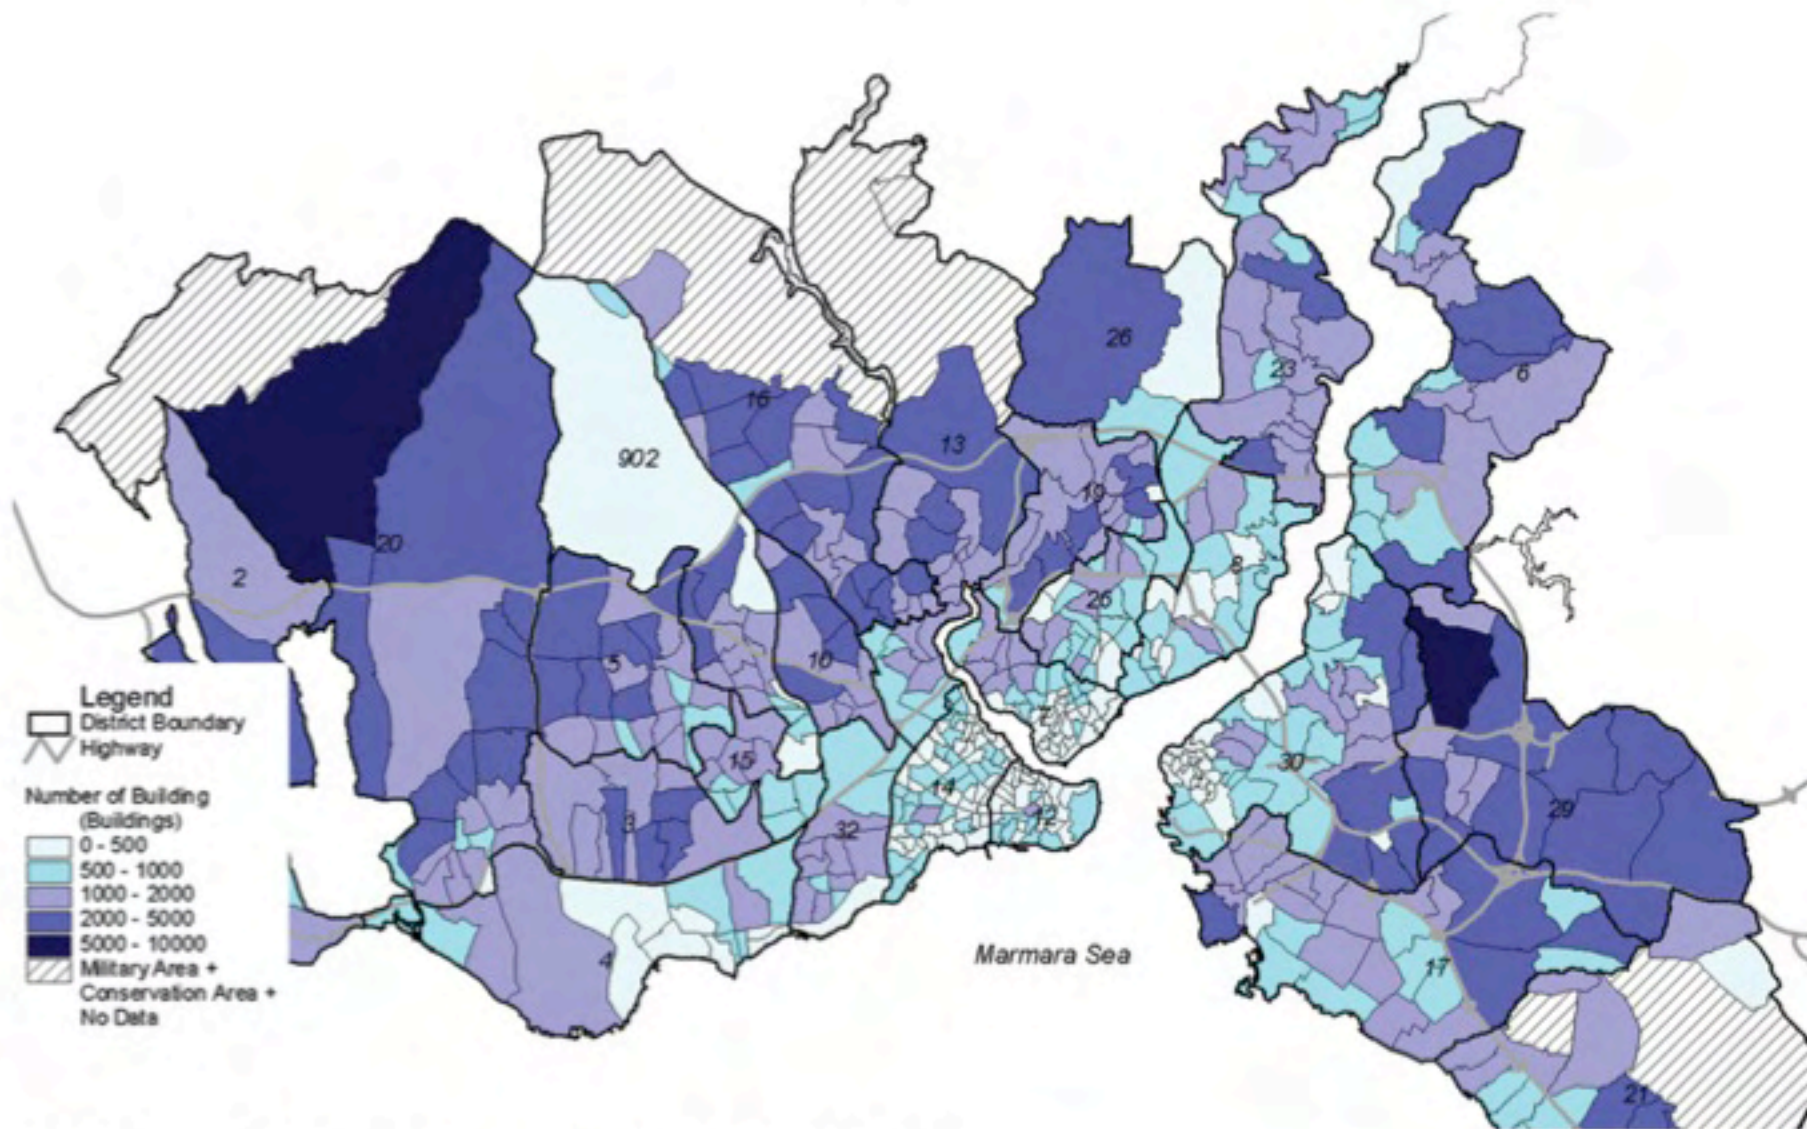 26
23
6
16
13
902
19
20
2
8
26
5
10
7
15
30
14
3
32
12
29
4
17
21
Marmara Sea
Legend
District Boundary
Highway
Number of Building
(Buildings)
0 - 500
500 - 1000
1000 - 2000
2000 - 5000
5000 - 10000
Military Area +
Conservation Area +
No Data